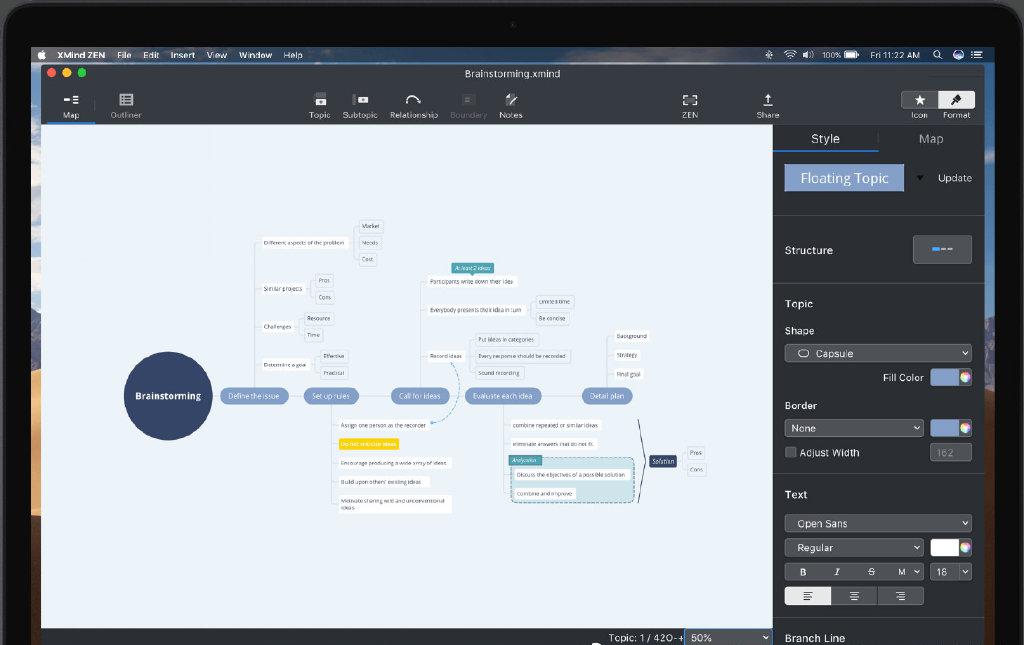 XMind ZEN File Edit Insert View Window Help
100% Fri 11:22 AM
Brainstorming.xmind
Map
Outliner
Topic
Subtopic
Relationship
Boundary
Notes
ZEN
Share
Icon
Format
Style
Map
Floating Topic
Update
Structure
Topic
Shape
Capsule
Fill Color
Border
None
Adjust Width
162
Text
Open Sans
Regular
B I S M 18
Branch Line
Different aspects of the problem
Market
Needs
Cost
Similar projects
Pros
Cons
Challenges
Resource
Time
Determine a goal
Effective
Practical
At least 2 ideas
Participants write down their idea
Everybody presents their idea in turn
Limited time
Be concise
Record ideas
Put ideas in categories
Every response should be recorded
Sound recording
Background
Strategy
Final goal
Brainstorming
Define the issue
Set up rules
Call for ideas
Evaluate each idea
Detail plan
Assign one person as the recorder
Do not criticize ideas
Encourage producing a wide array of ideas
Build upon others' existing ideas
Motivate sharing wild and unconventional
ideas
Combine repeated or similar ideas
Eliminate answers that do not fit
Discuss the objectives of a possible solution
Combine and improve
Solution
Pros
Cons
Topic: 1 / 420
50%